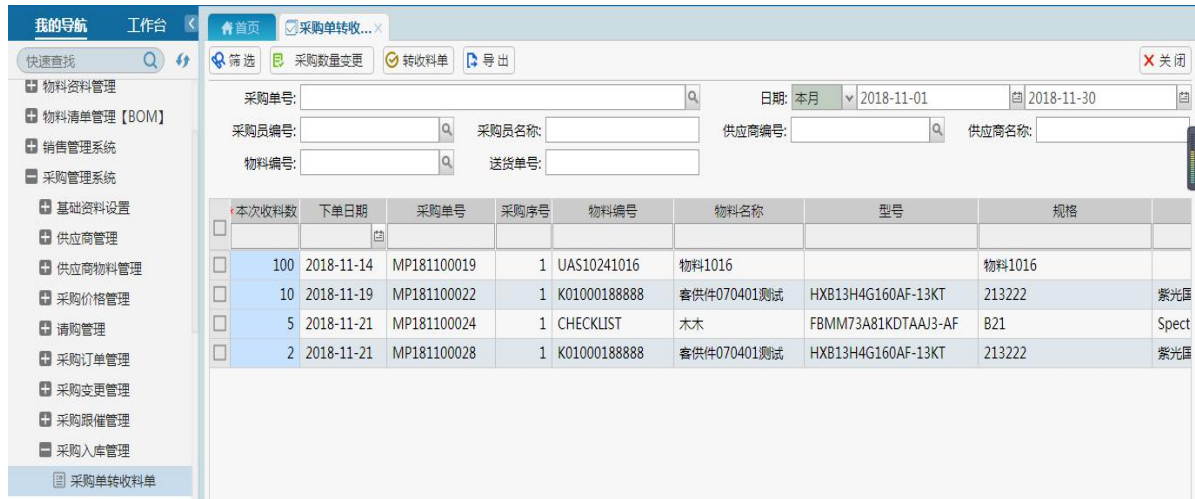 我的导航 工作台
首页 采购单转收...
快速查找
筛选 采购数量变更 转收料单 导出 关闭
物料资料管理
物料清单管理【BOM】
销售管理系统
采购管理系统
基础资料设置
供应商管理
供应商物料管理
采购价格管理
请购管理
采购订单管理
采购变更管理
采购跟催管理
采购入库管理
采购单转收料单
采购单号: 日期: 本月 2018-11-01 2018-11-30
采购员编号: 采购员名称: 供应商编号: 供应商名称:
物料编号: 送货单号:
*本次收料数 下单日期 采购单号 采购序号 物料编号 物料名称 型号 规格
100 2018-11-14 MP181100019 1 UAS10241016 物料1016 物料1016
10 2018-11-19 MP181100022 1 K01000188888 客供件070401测试 HXB13H4G160AF-13KT 213222 紫光国
5 2018-11-21 MP181100024 1 CHECKLIST 木木 FBMM73A81KDTAAJ3-AF B21 Spect
2 2018-11-21 MP181100028 1 K01000188888 客供件070401测试 HXB13H4G160AF-13KT 213222 紫光国